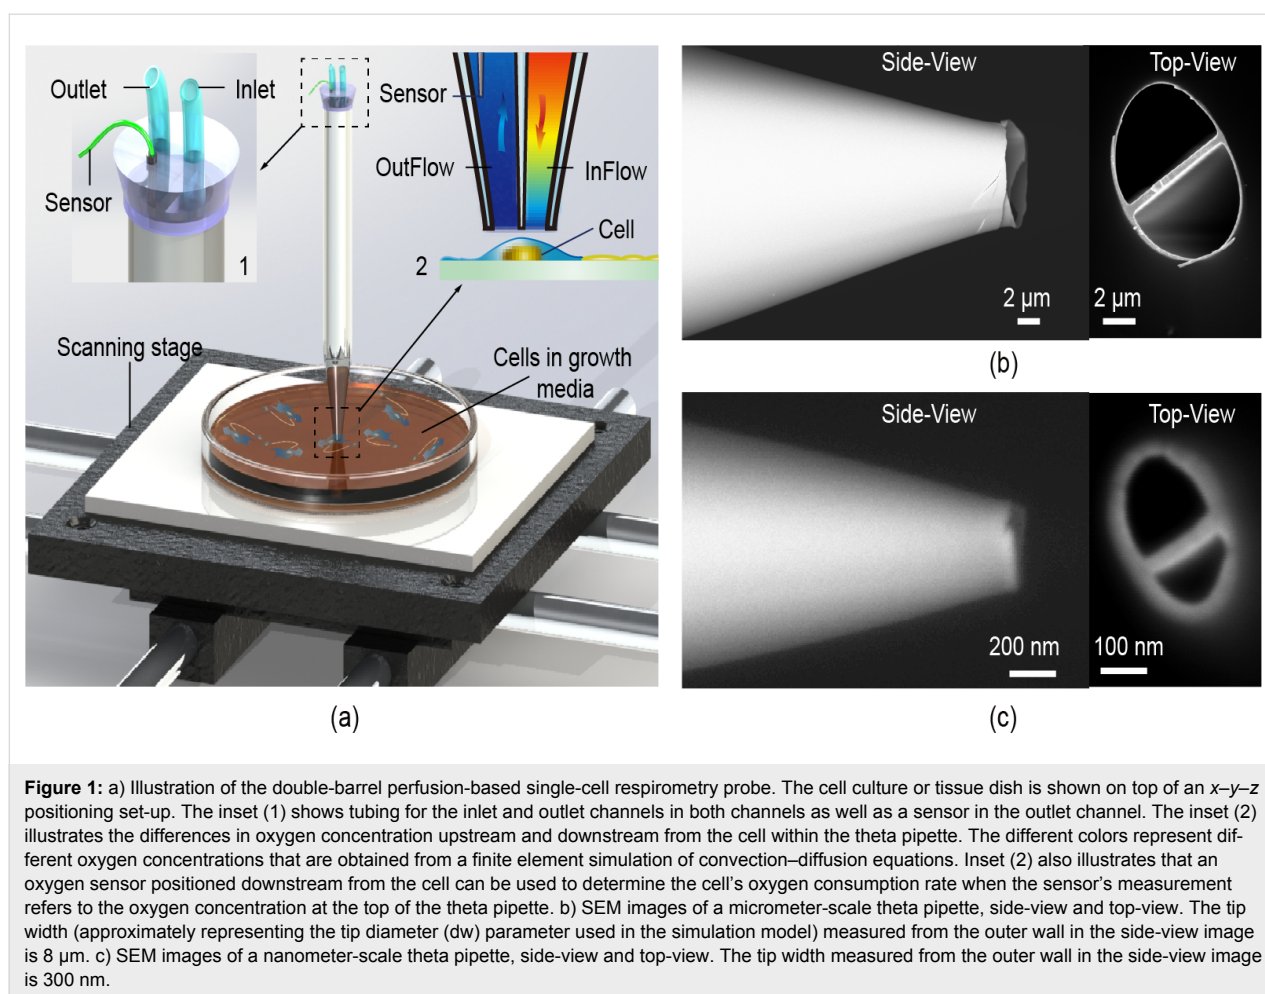 Outlet
Inlet
Sensor
1
Sensor
OutFlow
InFlow
Cell
2
Scanning stage
Cells in growth
media
(a)
Side-View
Top-View
2 µm
2 µm
(b)
Side-View
Top-View
200 nm
100 nm
(c)
Figure 1: a) Illustration of the double-barrel perfusion-based single-cell respirometry probe. The cell culture or tissue dish is shown on top of an x–y–z
positioning set-up. The inset (1) shows tubing for the inlet and outlet channels in both channels as well as a sensor in the outlet channel. The inset (2)
illustrates the differences in oxygen concentration upstream and downstream from the cell within the theta pipette. The different colors represent dif-
ferent oxygen concentrations that are obtained from a finite element simulation of convection–diffusion equations. Inset (2) also illustrates that an
oxygen sensor positioned downstream from the cell can be used to determine the cell's oxygen consumption rate when the sensor's measurement
refers to the oxygen concentration at the top of the theta pipette. b) SEM images of a micrometer-scale theta pipette, side-view and top-view. The tip
width (approximately representing the tip diameter (dw) parameter used in the simulation model) measured from the outer wall in the side-view image
is 8 µm. c) SEM images of a nanometer-scale theta pipette, side-view and top-view. The tip width measured from the outer wall in the side-view image
is 300 nm.